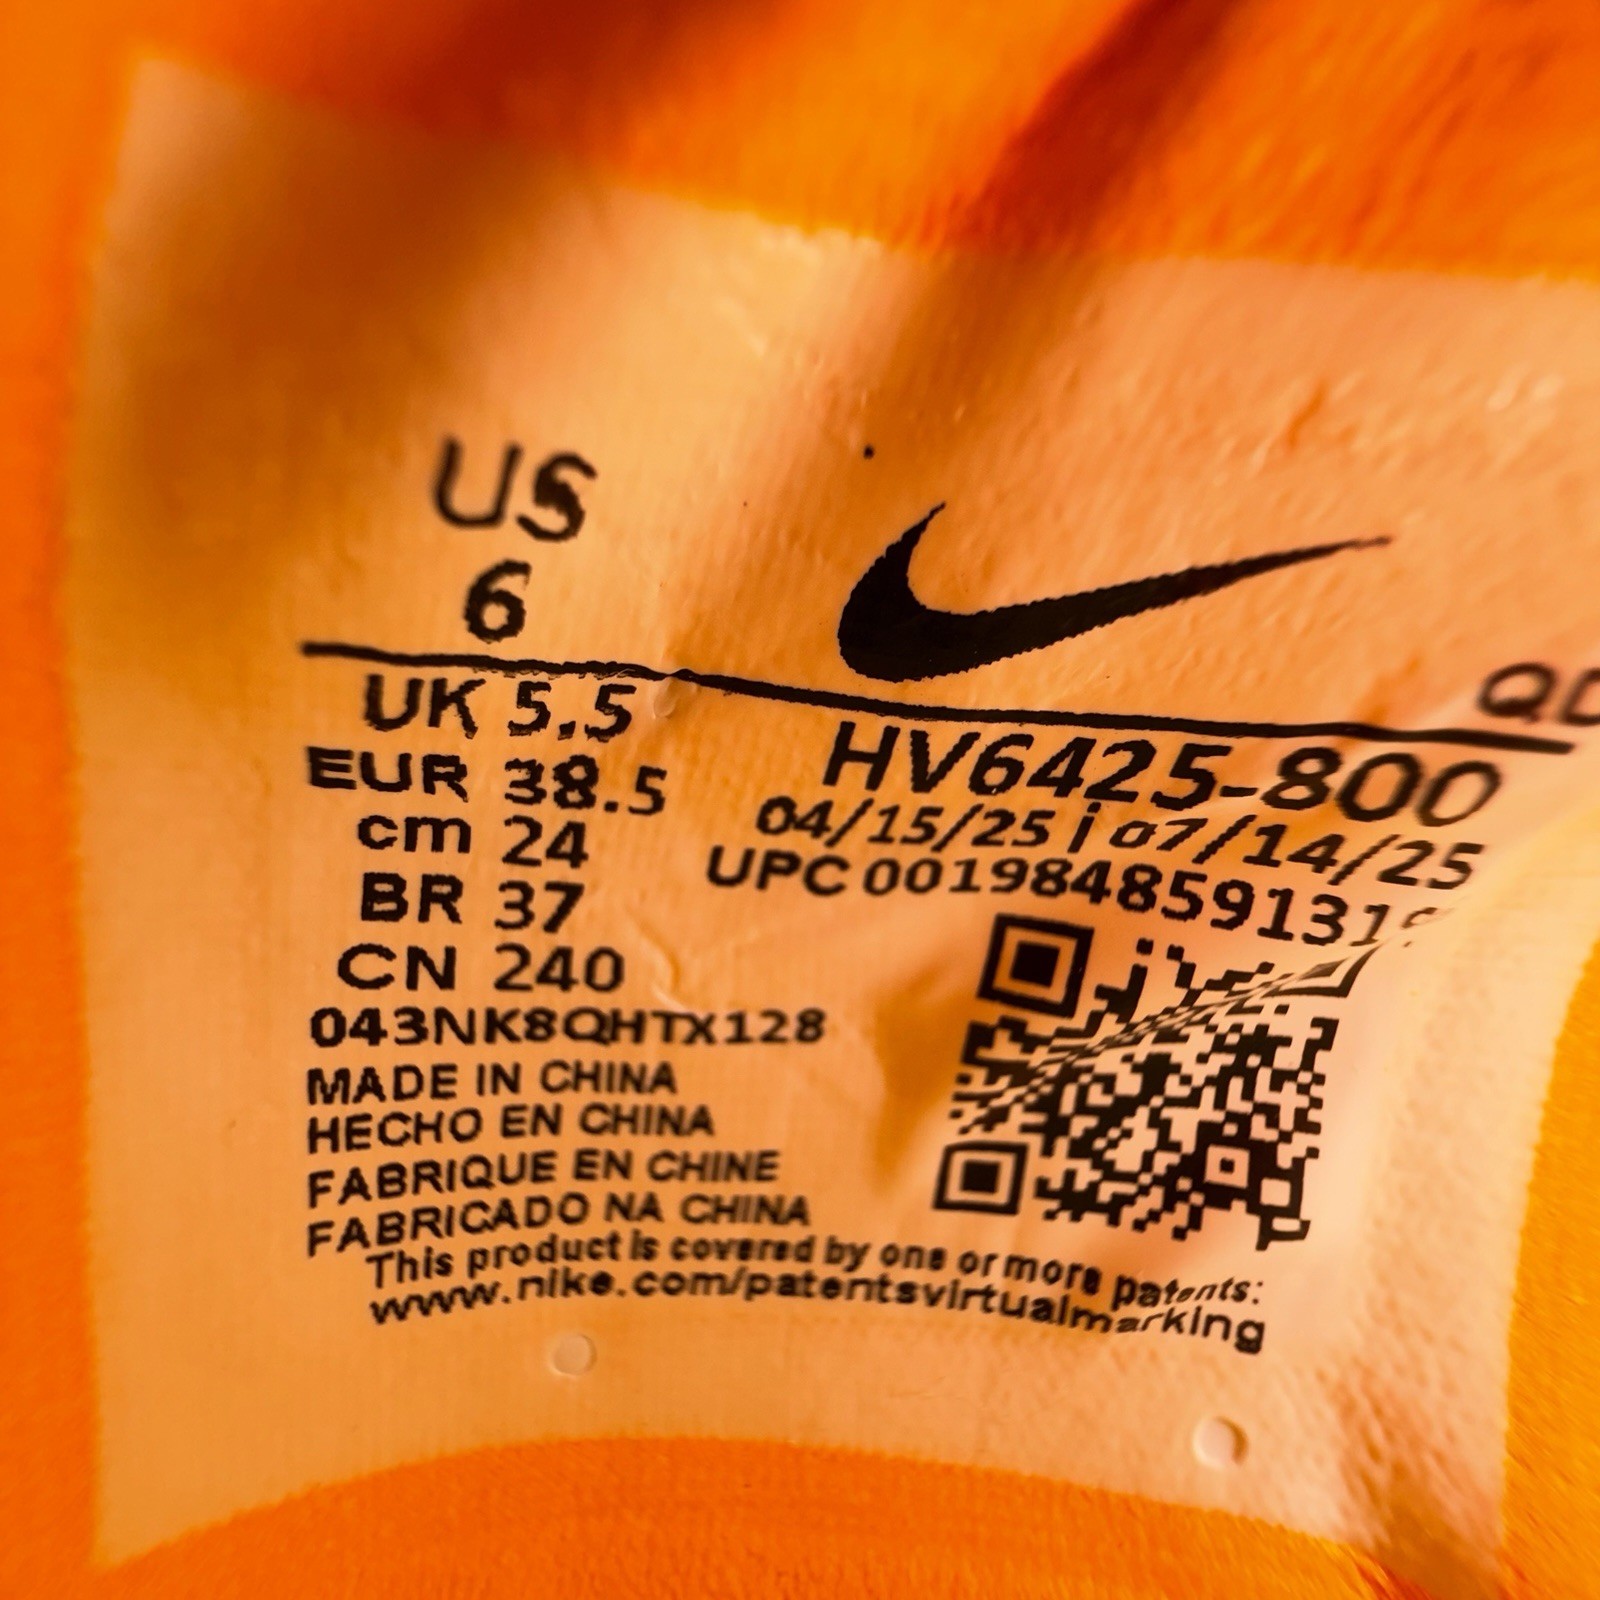 US
6
UK 5.5
EUR 38.5
cm 24
BR 37
CN 240
043NK8QHTX128
MADE IN CHINA
HECHO EN CHINA
FABRIQUE EN CHINE
FABRICADO NA CHINA
This product is covered by one or more patents:
www.nike.com/patentsvirtualmarking
QD
HV6425-800
04/15/25 | 07/14/25
UPC